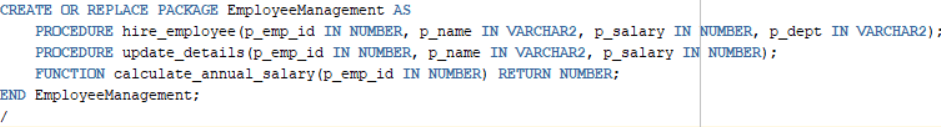 CREATE OR REPLACE PACKAGE EmployeeManagement AS
    PROCEDURE hire_employee(p_emp_id IN NUMBER, p_name IN VARCHAR2, p_salary IN NUMBER, p_dept IN VARCHAR2);
    PROCEDURE update_details(p_emp_id IN NUMBER, p_name IN VARCHAR2, p_salary IN NUMBER);
    FUNCTION calculate_annual_salary(p_emp_id IN NUMBER) RETURN NUMBER;
END EmployeeManagement;
/